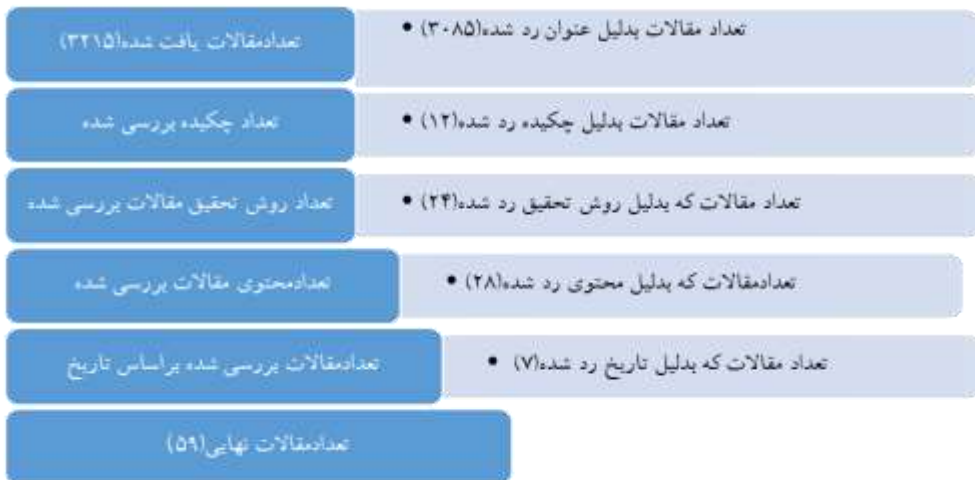 تعدادمقالات یافت شده(۳۲۱۵)
تعداد مقالات بدلیل عنوان رد شده(۳۰۸۵)
تعداد چکیده بررسی شده
تعداد مقالات بدلیل چکیده رد شده(۱۲)
تعداد روش تحقیق مقالات بررسی شده
تعداد مقالات که بدلیل روش تحقیق رد شده(۲۴)
تعدادمحتوی مقالات بررسی شده
تعدادمقالات که بدلیل محتوی رد شده(۲۸)
تعدادمقالات بررسی شده براساس تاریخ
تعداد مقالات که بدلیل تاریخ رد شده(۷)
تعدادمقالات نهایی(۵۹)